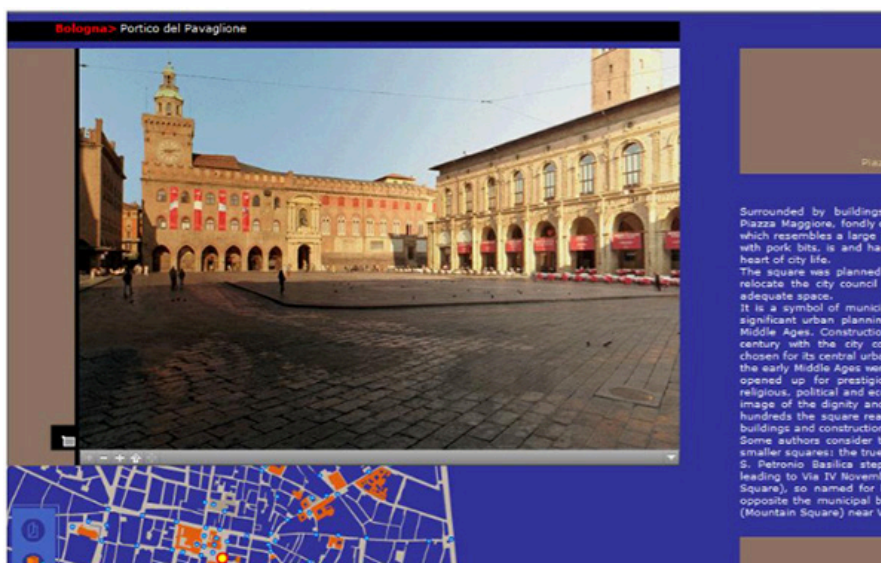 Bologna> Portico del Pavaglione
Surrounded by buildings
Piazza Maggiore, fondly
which resembles a large
with pork bits, is and ha
heart of city life.
The square was planned
relocate the city council
adequate space.
It is a symbol of munici
significant urban planning
Middle Ages. Constructio
century with the city co
chosen for its central urba
the early Middle Ages wer
opened up for prestigio
religious, political and ec
image of the dignity and
hundreds the square rea
buildings and construction
Some authors consider t
smaller squares: the true
S. Petronio Basilica step
leading to Via IV Novemb
Square), so named for
opposite the municipal b
(Mountain Square) near V